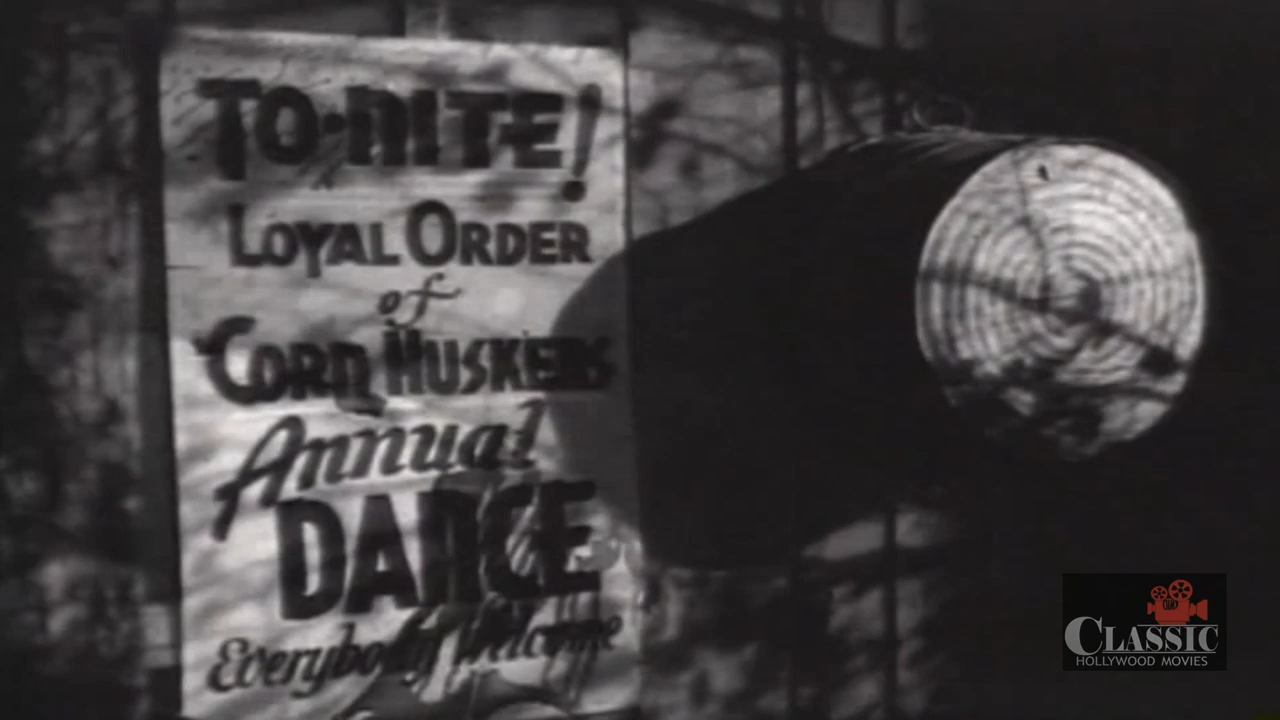 TO-NITE!
LOYAL ORDER
of
CORN HUSKERS
Annual
DANCE
Everybody Welcome
CLASSIC
HOLLYWOOD MOVIES